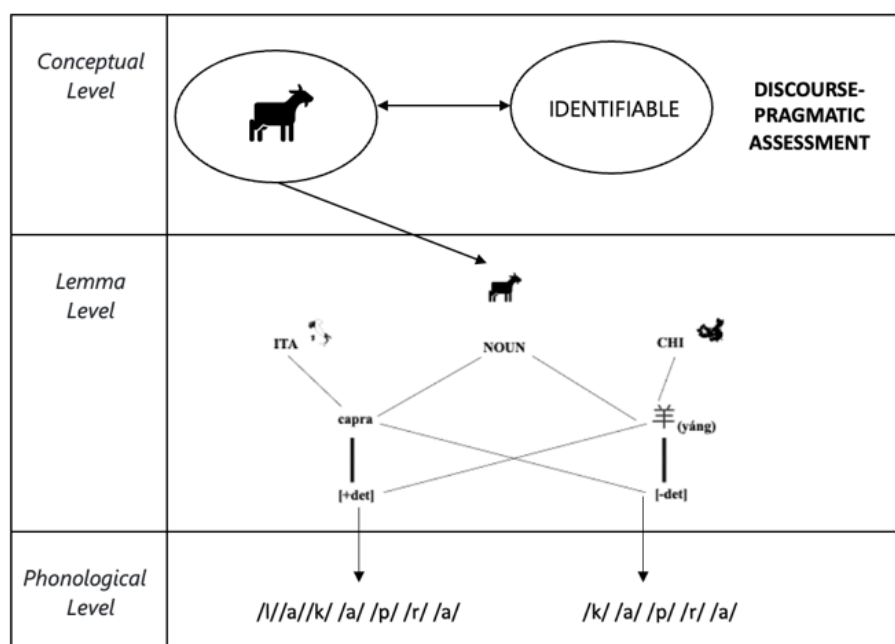 Conceptual
Level
IDENTIFIABLE
DISCOURSE-
PRAGMATIC
ASSESSMENT
Lemma
Level
ITA
NOUN
CHI
capra
羊(yáng)
[+det]
[-det]
Phonological
Level
/l//a//k/ /a/ /p/ /r/ /a/
/k/ /a/ /p/ /r/ /a/